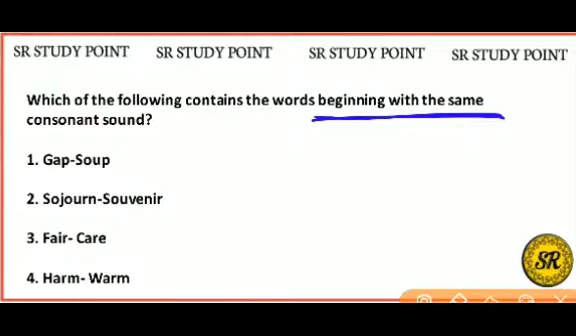 SR STUDY POINT SR STUDY POINT SR STUDY POINT SR STUDY POINT
Which of the following contains the words beginning with the same
consonant sound?
1. Gap-Soup
2. Sojourn-Souvenir
3. Fair- Care
4. Harm- Warm
SR